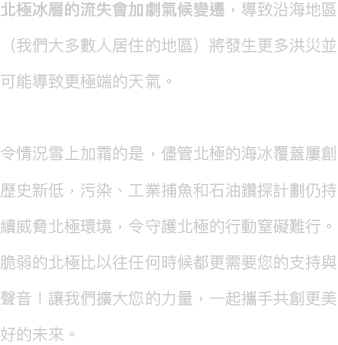 北極冰層的流失會加劇氣候變遷，導致沿海地區
（我們大多數人居住的地區）將發生更多洪災並
可能導致更極端的天氣。
令情況雪上加霜的是，儘管北極的海冰覆蓋屢創
歷史新低，污染、工業捕魚和石油鑽探計劃仍持
續威脅北極環境，令守護北極的行動窒礙難行。
脆弱的北極比以往任何時候都更需要您的支持與
聲音！讓我們擴大您的力量，一起攜手共創更美
好的未來。